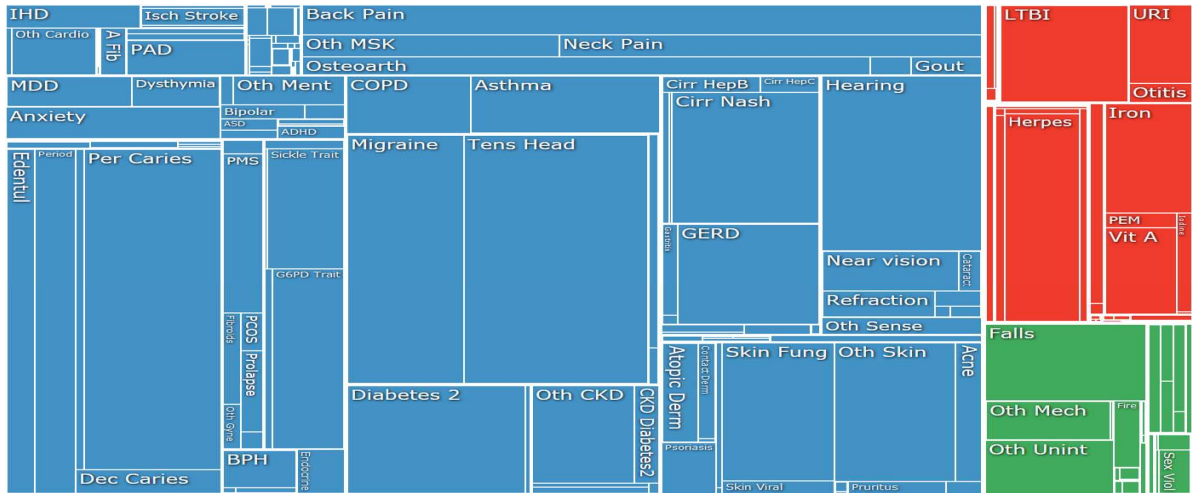 IHD
Isch Stroke
Back Pain
Oth Cardio
A Fib
PAD
Oth MSK
Neck Pain
Osteoarth
Gout
MDD
Dysthymia
Oth Ment
Anxiety
Bipolar
ASD
ADHD
COPD
Asthma
Cirr HepB
Cirr HepC
Cirr Nash
Hearing
Edentul
Period
Per Caries
PMS
Sickle Trait
Migraine
Tens Head
Gastritis
GERD
Near vision
Cataract
Refraction
Oth Sense
G6PD Trait
Fibroids
PCOS
Prolapse
Oth Gyne
Dec Caries
BPH
Endocrine
Diabetes 2
Oth CKD
CKD Diabetes2
Atopic Derm
Contact Derm
Skin Fung
Oth Skin
Acne
Psoriasis
Skin Viral
Pruritus
LTBI
URI
Otitis
Herpes
Iron
PEM
Iodine
Vit A
Falls
Oth Mech
Fire
Oth Unint
Sex Viol